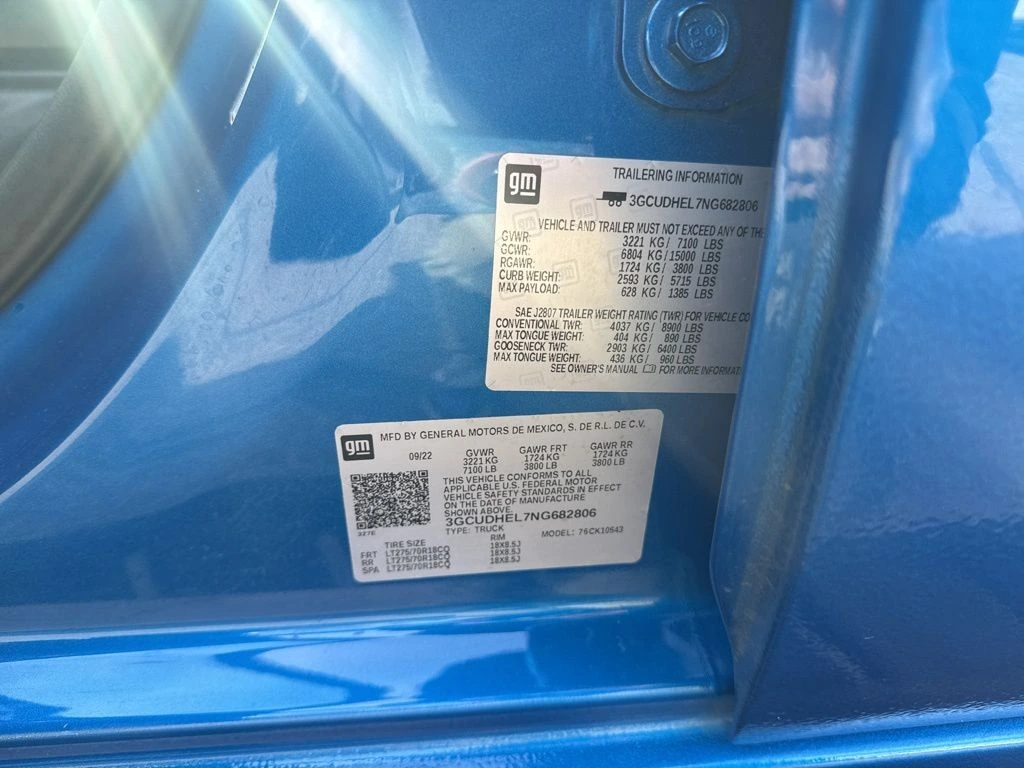 gm
TRAILERING INFORMATION
3GCUDHEL7NG682806
VEHICLE AND TRAILER MUST NOT EXCEED ANY OF THE
GVWR: 3221 KG / 7100 LBS
GCWR: 6804 KG / 15000 LBS
RGAWR: 1724 KG / 3800 LBS
CURB WEIGHT: 2593 KG / 5715 LBS
MAX PAYLOAD: 628 KG / 1385 LBS
SAE J2807 TRAILER WEIGHT RATING (TWR) FOR VEHICLE CO
CONVENTIONAL TWR: 4037 KG / 8900 LBS
MAX TONGUE WEIGHT: 404 KG / 890 LBS
GOOSENECK TWR: 2903 KG / 6400 LBS
MAX TONGUE WEIGHT: 436 KG / 960 LBS
SEE OWNER'S MANUAL FOR MORE INFORMAT
gm
MFD BY GENERAL MOTORS DE MEXICO, S. DE R.L. DE C.V.
09/22 GVWR GAWR FRT GAWR RR
3221 KG 1724 KG 1724 KG
7100 LB 3800 LB 3800 LB
THIS VEHICLE CONFORMS TO ALL
APPLICABLE U.S. FEDERAL MOTOR
VEHICLE SAFETY STANDARDS IN EFFECT
ON THE DATE OF MANUFACTURE
SHOWN ABOVE.
3GCUDHEL7NG682806
327E
TYPE: TRUCK MODEL: 76CK10543
TIRE SIZE RIM
FRT LT275/70R18CQ 18X8.5J
RR LT275/70R18CQ 18X8.5J
SPA LT275/70R18CQ 18X8.5J